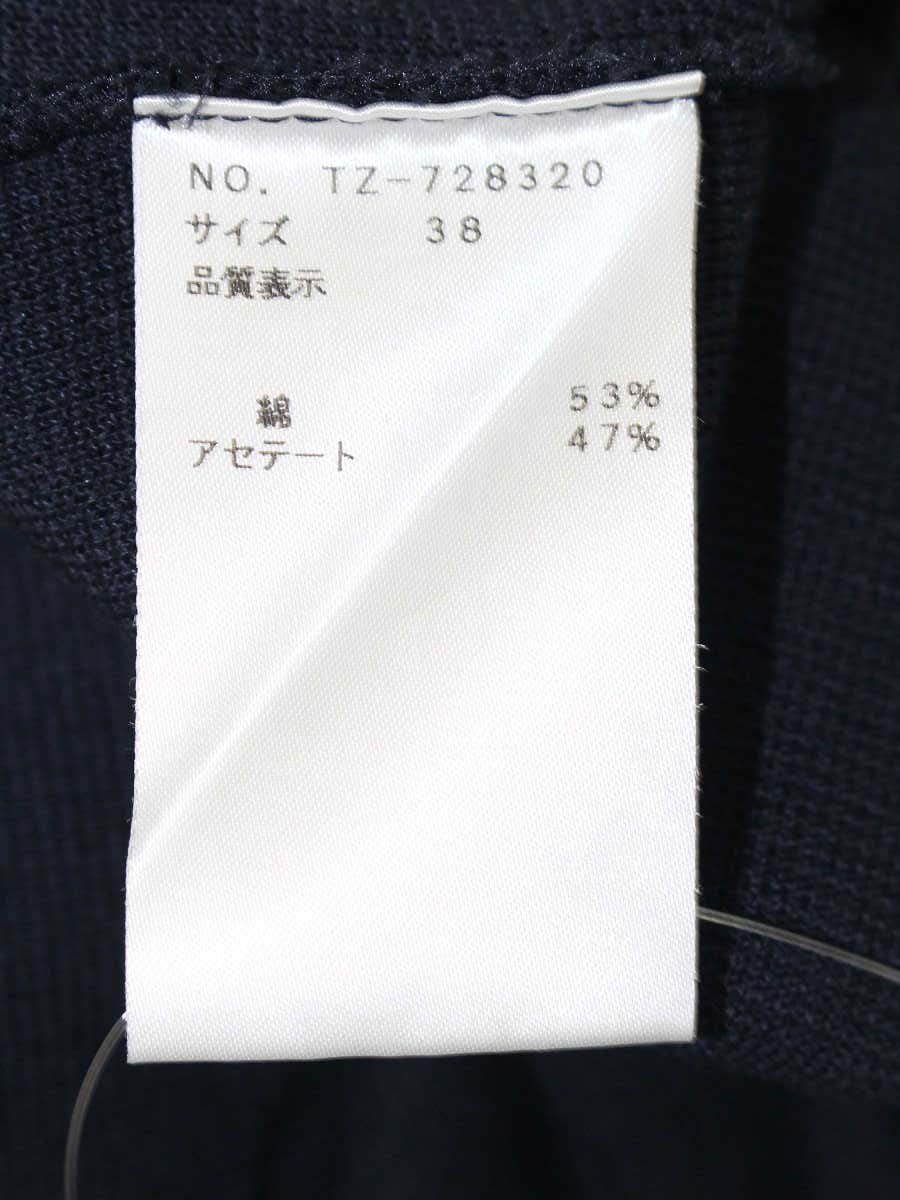 NO. TZ-728320
サイズ 38
品質表示
綿 53%
アセテート 47%